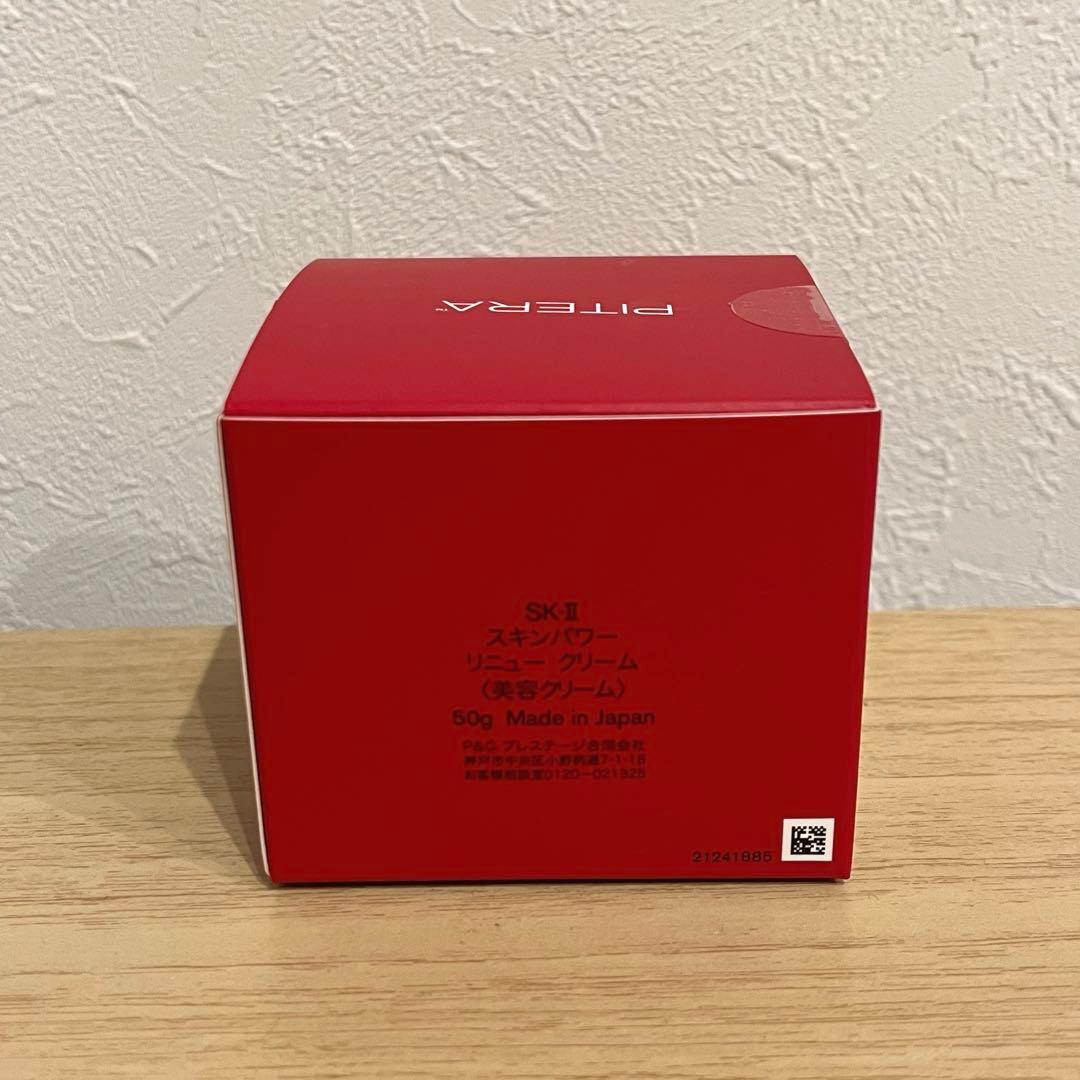 PITERA™
SK-Ⅱ
スキンパワー
リニュー クリーム
〈美容クリーム〉
50g Made in Japan
P&G プレステージ合同会社
神戸市中央区小野柄通7-1-18
お客様相談室0120-021325
21241885